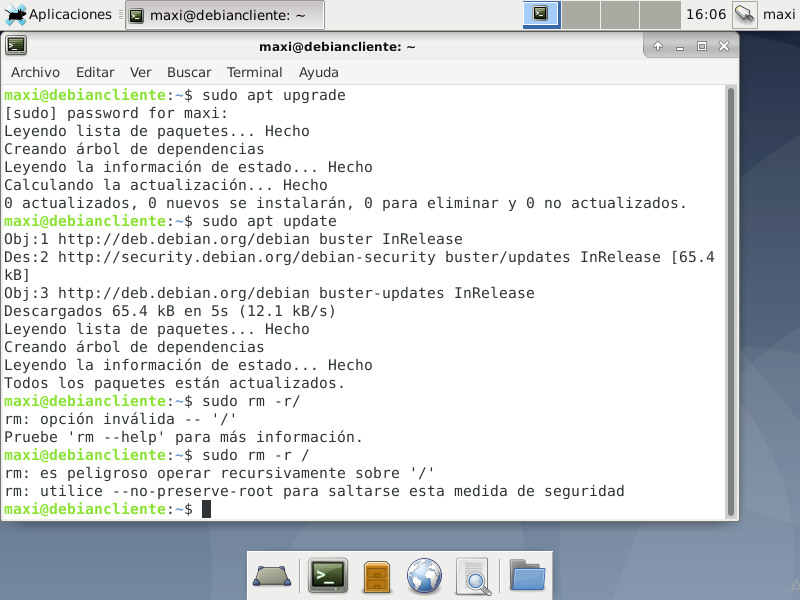 Aplicaciones
maxi@debiancliente: ~
16:06
maxi
maxi@debiancliente: ~
Archivo Editar Ver Buscar Terminal Ayuda
maxi@debiancliente:~$ sudo apt upgrade
[sudo] password for maxi:
Leyendo lista de paquetes... Hecho
Creando árbol de dependencias
Leyendo la información de estado... Hecho
Calculando la actualización... Hecho
0 actualizados, 0 nuevos se instalarán, 0 para eliminar y 0 no actualizados.
maxi@debiancliente:~$ sudo apt update
Obj:1 http://deb.debian.org/debian buster InRelease
Des:2 http://security.debian.org/debian-security buster/updates InRelease [65.4
kB]
Obj:3 http://deb.debian.org/debian buster-updates InRelease
Descargados 65.4 kB en 5s (12.1 kB/s)
Leyendo lista de paquetes... Hecho
Creando árbol de dependencias
Leyendo la información de estado... Hecho
Todos los paquetes están actualizados.
maxi@debiancliente:~$ sudo rm -r/
rm: opción inválida -- '/'
Pruebe 'rm --help' para más información.
maxi@debiancliente:~$ sudo rm -r /
rm: es peligroso operar recursivamente sobre '/'
rm: utilice --no-preserve-root para saltarse esta medida de seguridad
maxi@debiancliente:~$